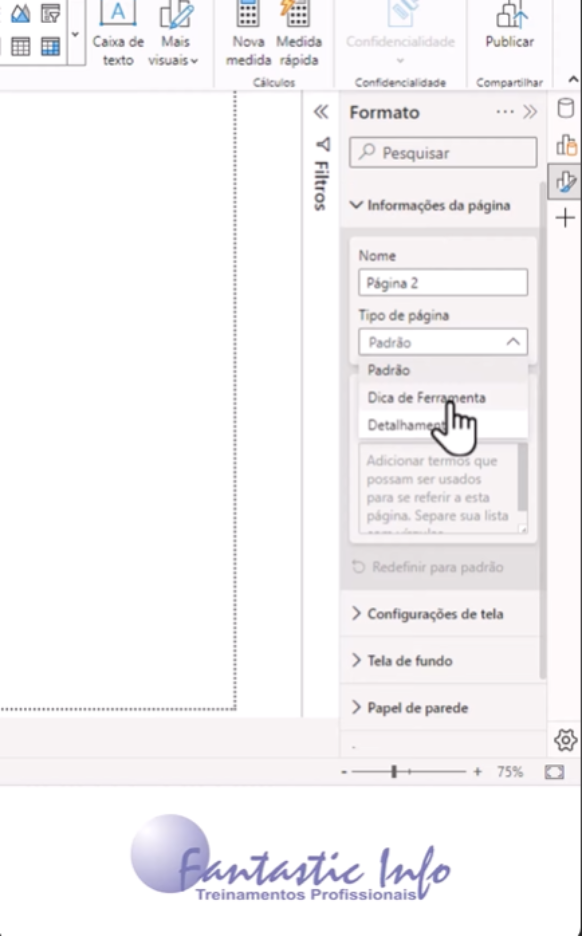 A
Caixa de texto
Mais visuais
Nova medida
Medida rápida
Cálculos
Confidencialidade
Confidencialidade
Publicar
Compartilhar
Filtros
Formato
Pesquisar
Informações da página
Nome
Página 2
Tipo de página
Padrão
Padrão
Dica de Ferramenta
Detalhament
Adicionar termos que
possam ser usados
para se referir a esta
página. Separe sua lista
Redefinir para padrão
Configurações de tela
Tela de fundo
Papel de parede
- + 75%
Fantastic Info
Treinamentos Profissionais